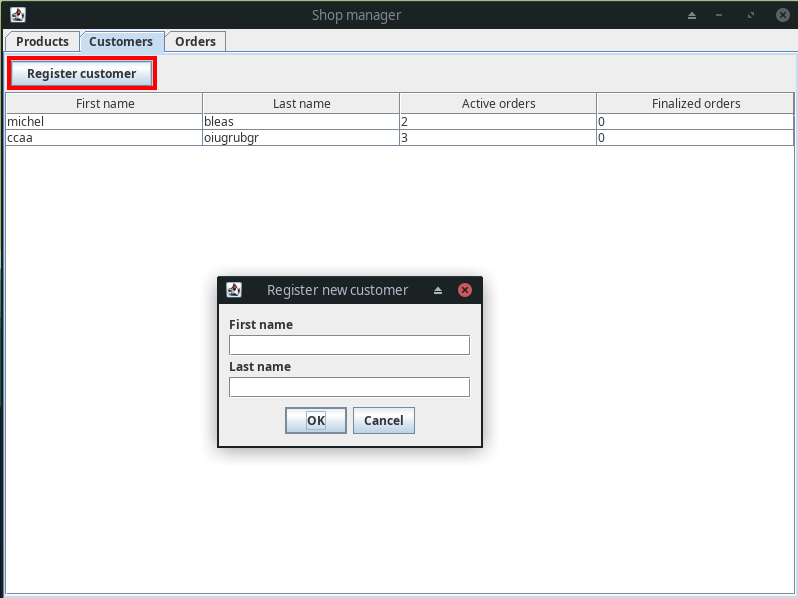 Shop manager
Products Customers Orders
Register customer
First name Last name Active orders Finalized orders
michel bleas 2 0
ccaa oiugrubgr 3 0
Register new customer
First name
Last name
OK Cancel